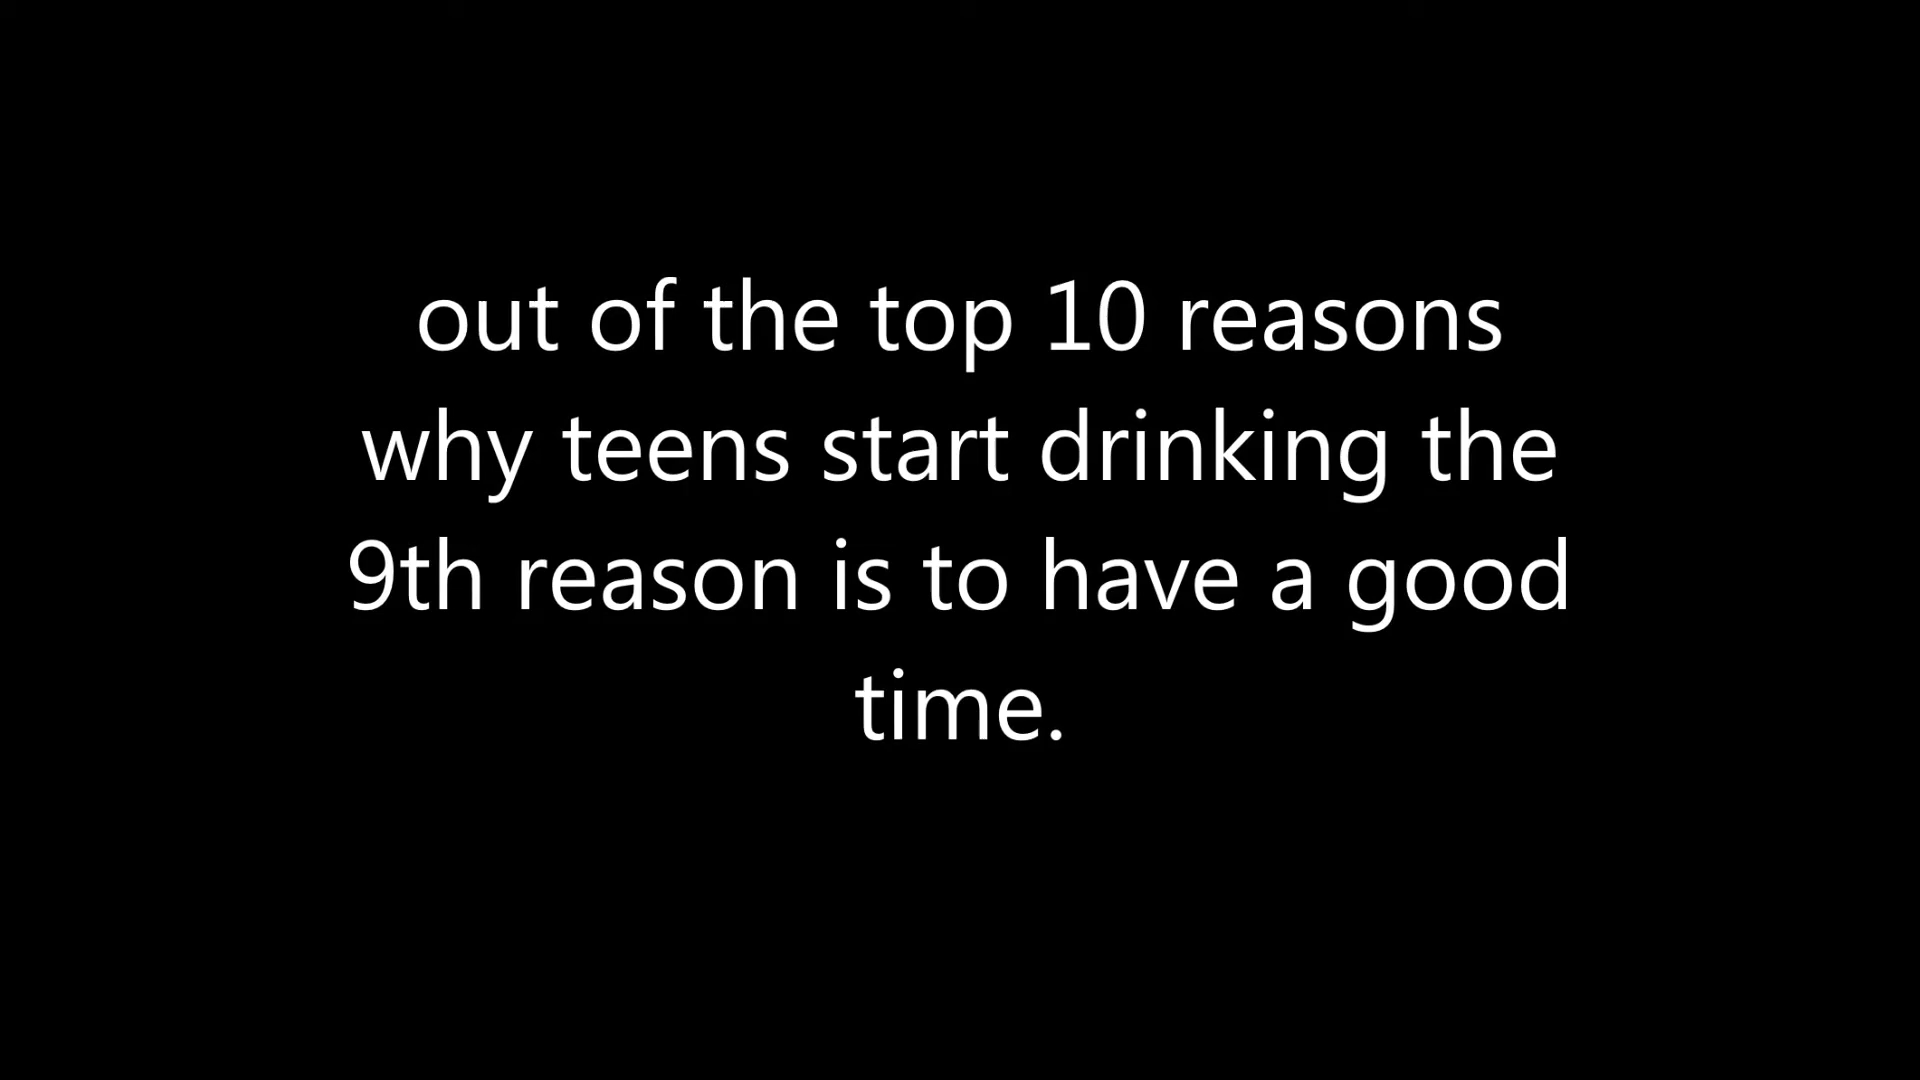 out of the top 10 reasons
why teens start drinking the
9th reason is to have a good
time.